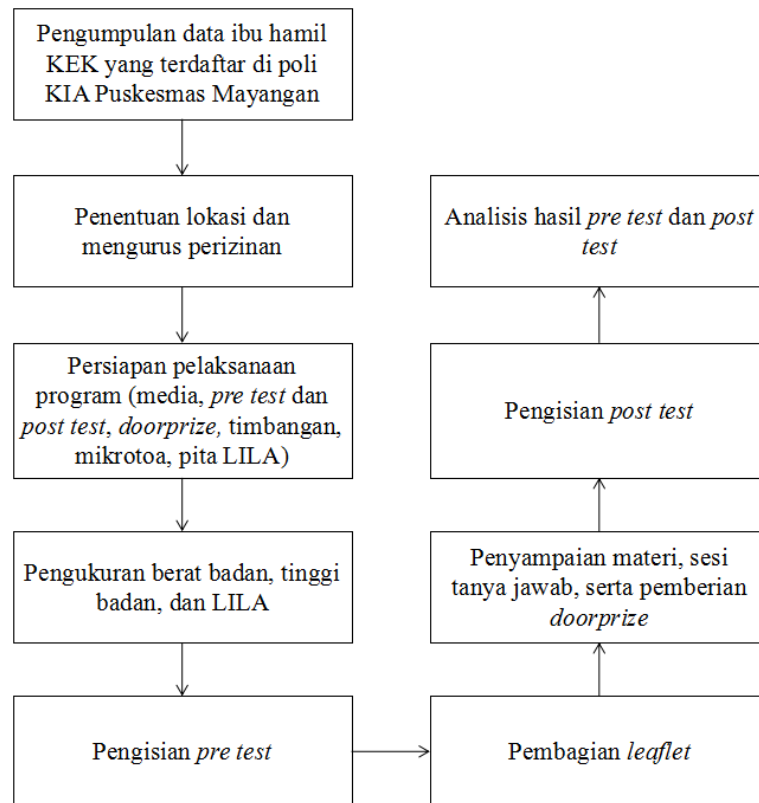 Pengumpulan data ibu hamil
KEK yang terdaftar di poli
KIA Puskesmas Mayangan
Penentuan lokasi dan
mengurus perizinan
Persiapan pelaksanaan
program (media, pre test dan
post test, doorprize, timbangan,
mikrotoa, pita LILA)
Pengukuran berat badan, tinggi
badan, dan LILA
Pengisian pre test
Pembagian leaflet
Penyampaian materi, sesi
tanya jawab, serta pemberian
doorprize
Pengisian post test
Analisis hasil pre test dan post
test